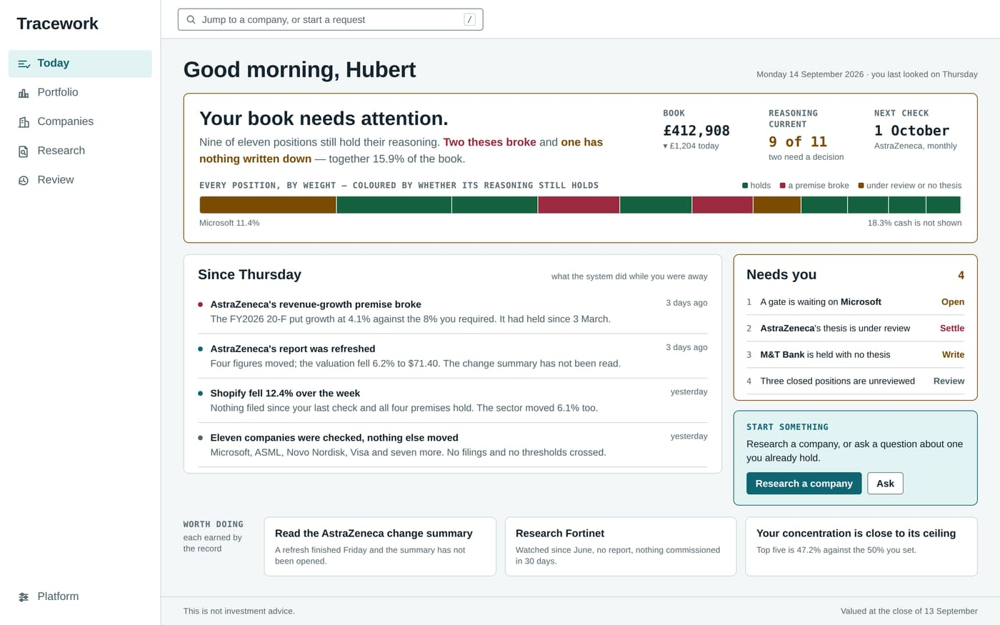 Tracework
Jump to a company, or start a request
/
Today
Portfolio
Companies
Research
Review
Platform
Good morning, Hubert
Monday 14 September 2026 · you last looked on Thursday
Your book needs attention.
Nine of eleven positions still hold their reasoning. Two theses broke and one has
nothing written down — together 15.9% of the book.
BOOK
£412,908
▾ £1,204 today
REASONING
CURRENT
9 of 11
two need a decision
NEXT CHECK
1 October
AstraZeneca, monthly
EVERY POSITION, BY WEIGHT — COLOURED BY WHETHER ITS REASONING STILL HOLDS
holds
a premise broke
under review or no thesis
Microsoft 11.4%
18.3% cash is not shown
Since Thursday
what the system did while you were away
AstraZeneca's revenue-growth premise broke
3 days ago
The FY2026 20-F put growth at 4.1% against the 8% you required. It had held since 3 March.
AstraZeneca's report was refreshed
3 days ago
Four figures moved; the valuation fell 6.2% to $71.40. The change summary has not been read.
Shopify fell 12.4% over the week
yesterday
Nothing filed since your last check and all four premises hold. The sector moved 6.1% too.
Eleven companies were checked, nothing else moved
yesterday
Microsoft, ASML, Novo Nordisk, Visa and seven more. No filings and no thresholds crossed.
Needs you
4
1 A gate is waiting on Microsoft Open
2 AstraZeneca's thesis is under review Settle
3 M&T Bank is held with no thesis Write
4 Three closed positions are unreviewed Review
START SOMETHING
Research a company, or ask a question about one
you already hold.
Research a company
Ask
WORTH DOING
each earned by
the record
Read the AstraZeneca change summary
A refresh finished Friday and the summary has not
been opened.
Research Fortinet
Watched since June, no report, nothing commissioned
in 30 days.
Your concentration is close to its ceiling
Top five is 47.2% against the 50% you set.
This is not investment advice.
Valued at the close of 13 September